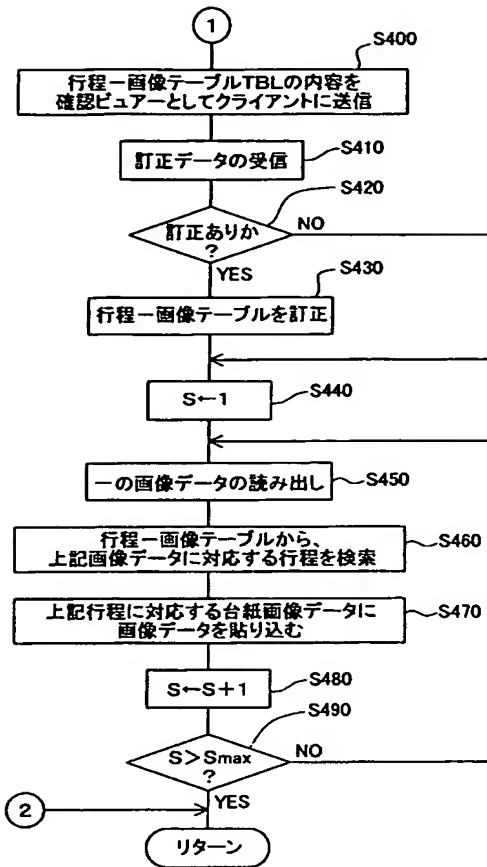 1
S400
行程－画像テーブルTBLの内容を
確認ビュアーとしてクライアントに送信
S410
訂正データの受信
S420
訂正ありか
?
NO
YES
S430
行程－画像テーブルを訂正
S←1
S440
一の画像データの読み出し
S450
行程－画像テーブルから、
上記画像データに対応する行程を検索
S460
上記行程に対応する台紙画像データに
画像データを貼り込む
S470
S←S+1
S480
S490
S>Smax
?
NO
2
YES
リターン